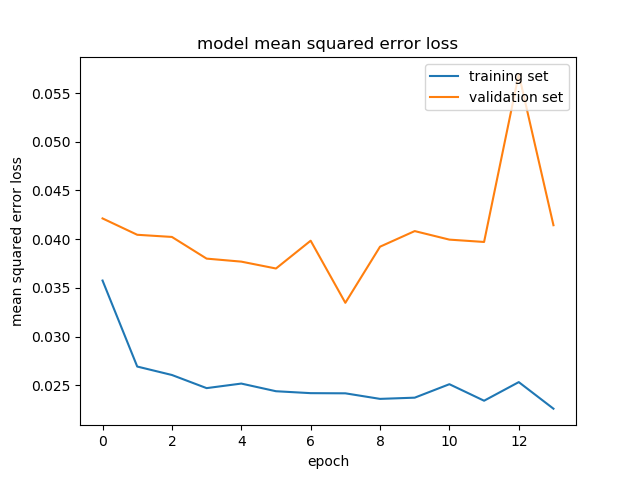 model mean squared error loss
training set
validation set
0.055
0.050
0.045
0.040
0.035
0.030
0.025
mean squared error loss
0 2 4 6 8 10 12
epoch